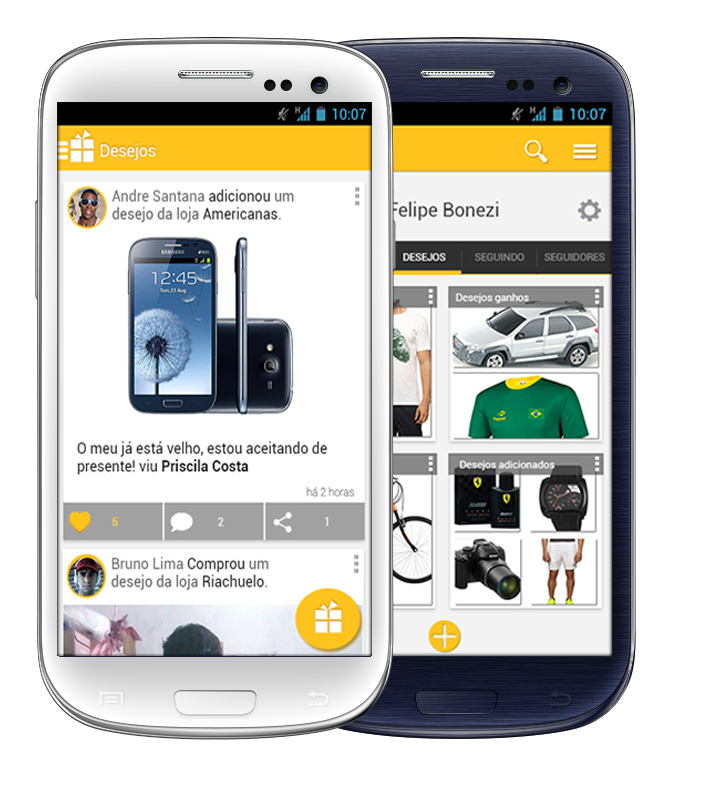 10:07
Desejos
Andre Santana adicionou um
desejo da loja Americanas.
SAMSUNG
12:45
Sun,23 Aug
O meu já está velho, estou aceitando de
presente! viu Priscila Costa
há 2 horas
5
2
1
Bruno Lima Comprou um
desejo da loja Riachuelo.
10:07
Felipe Bonezi
DESEJOS
SEGUINDO
SEGUIDORES
Desejos ganhos
Desejos adicionados